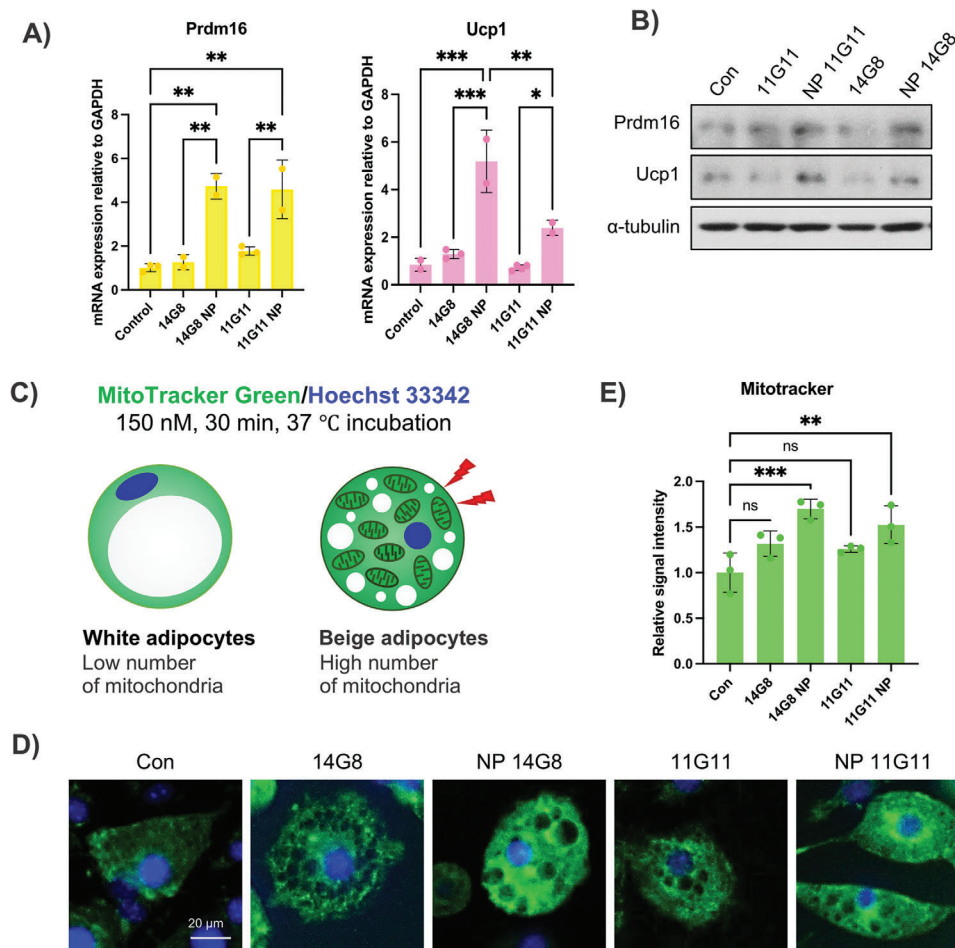 A)
Prdm16
mRNA expression relative to GAPDH
8
6
4
2
0
**
**
**
**
Control
14G8
14G8 NP
11G11
11G11 NP
Ucp1
mRNA expression relative to GAPDH
8
6
4
2
0
***
**
***
*
Control
14G8
14G8 NP
11G11
11G11 NP
B)
Con
11G11
NP 11G11
14G8
NP 14G8
Prdm16
Ucp1
α-tubulin
C)
MitoTracker Green/Hoechst 33342
150 nM, 30 min, 37 ℃ incubation
White adipocytes
Low number
of mitochondria
Beige adipocytes
High number
of mitochondria
E)
Mitotracker
Relative signal intensity
2.0
1.5
1.0
0.5
0.0
**
ns
***
ns
Con
14G8
14G8 NP
11G11
11G11 NP
D)
Con
14G8
NP 14G8
11G11
NP 11G11
20 µm